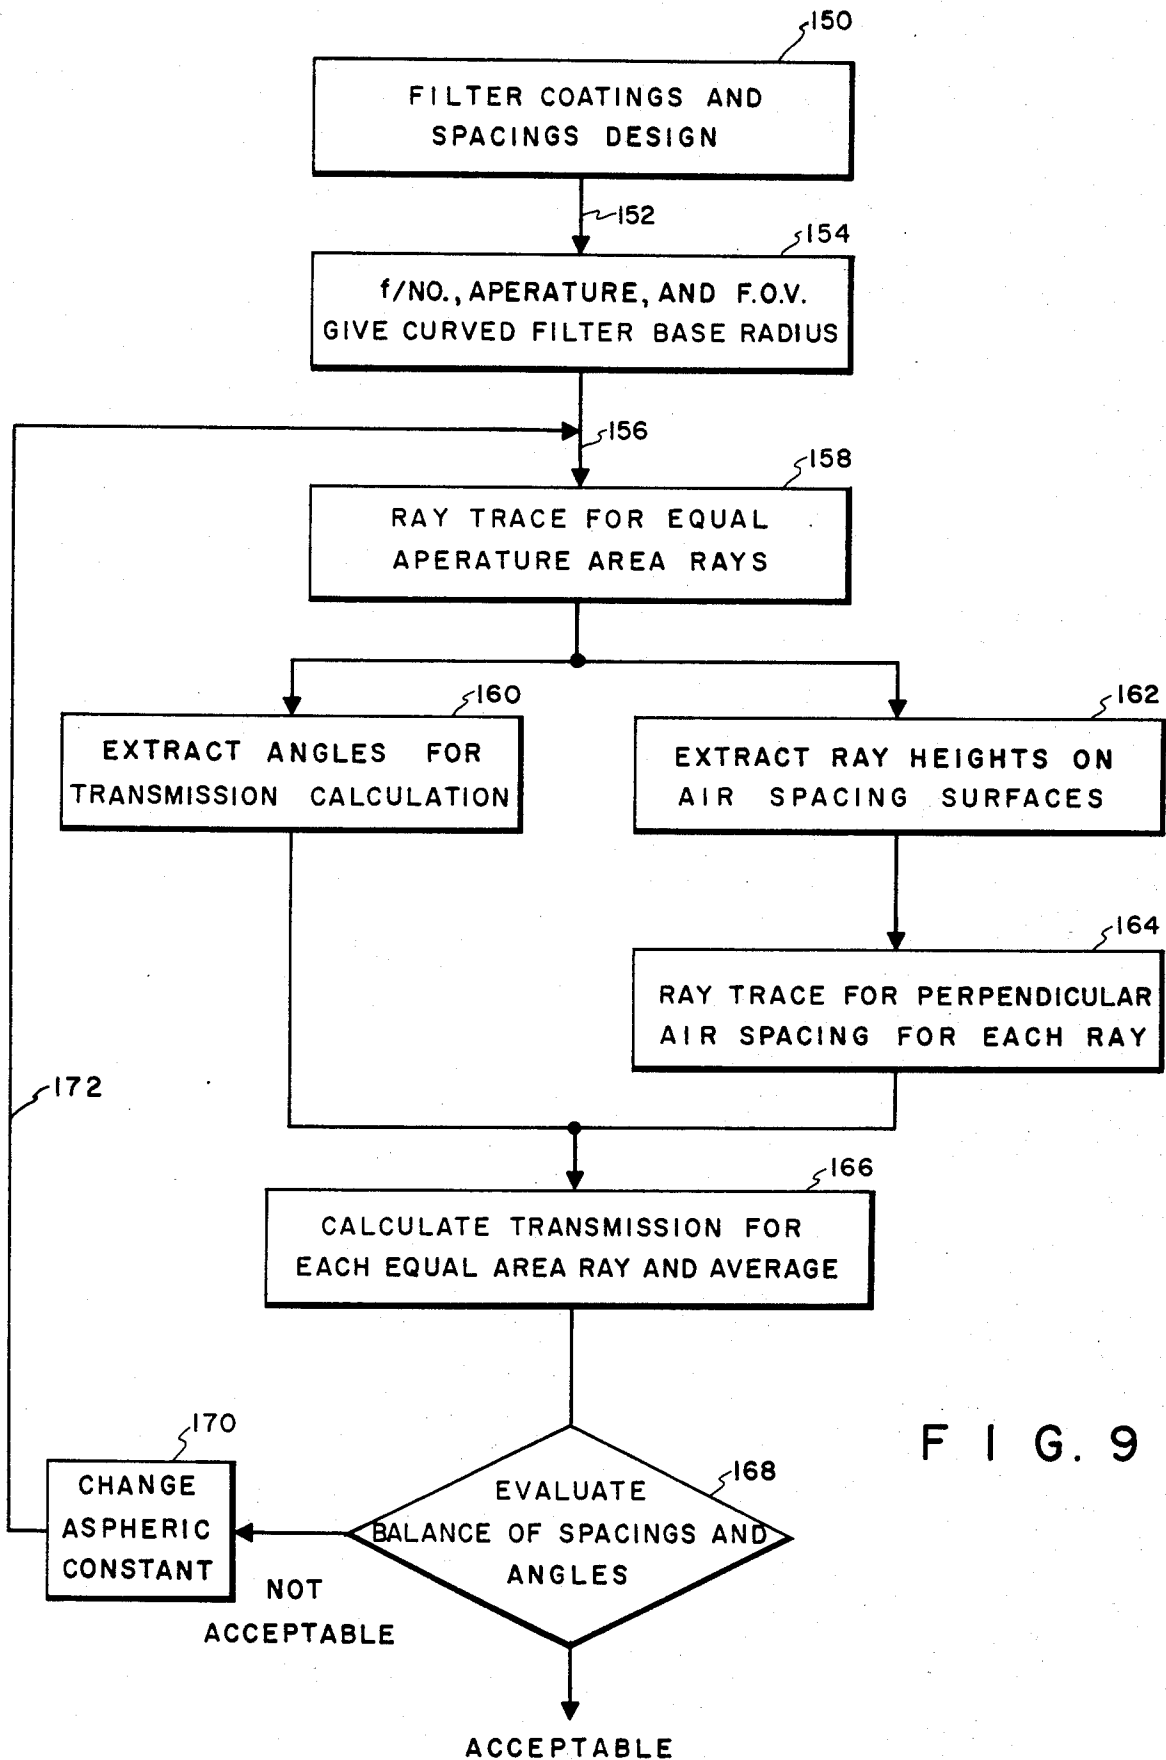 150
FILTER COATINGS AND
SPACINGS DESIGN
152
154
f/NO., APERATURE, AND F.O.V.
GIVE CURVED FILTER BASE RADIUS
156
158
RAY TRACE FOR EQUAL
APERATURE AREA RAYS
160
EXTRACT ANGLES FOR
TRANSMISSION CALCULATION
162
EXTRACT RAY HEIGHTS ON
AIR SPACING SURFACES
164
RAY TRACE FOR PERPENDICULAR
AIR SPACING FOR EACH RAY
172
166
CALCULATE TRANSMISSION FOR
EACH EQUAL AREA RAY AND AVERAGE
170
CHANGE
ASPHERIC
CONSTANT
168
EVALUATE
BALANCE OF SPACINGS AND
ANGLES
NOT
ACCEPTABLE
ACCEPTABLE
FIG. 9